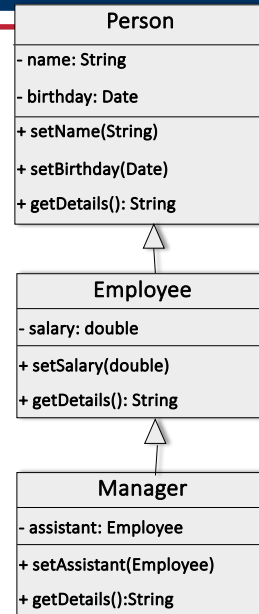 Person
- name: String
- birthday: Date
+ setName(String)
+ setBirthday(Date)
+ getDetails(): String
Employee
- salary: double
+ setSalary(double)
+ getDetails(): String
Manager
- assistant: Employee
+ setAssistant(Employee)
+ getDetails():String